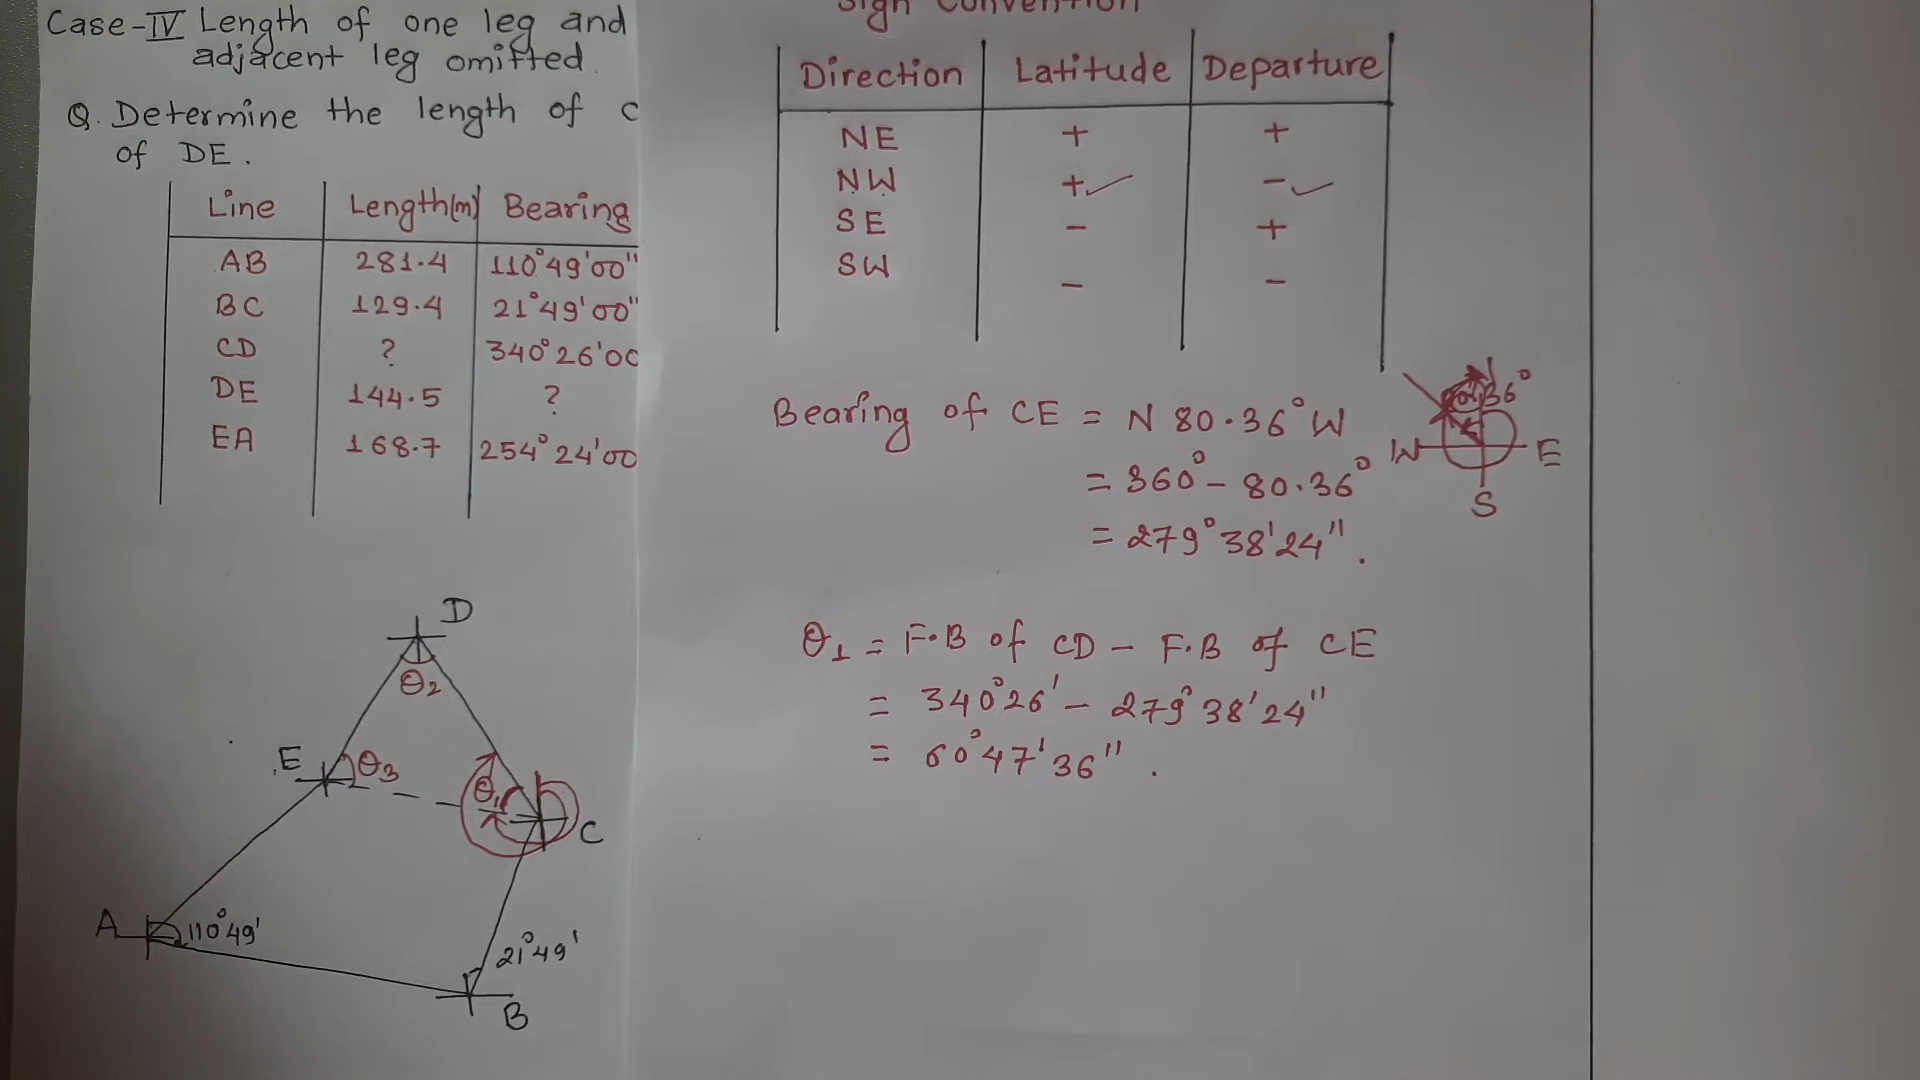 Case-IV Length of one leg and
adjacent leg omitted.
Q. Determine the length of C
of DE.
Line Length(m) Bearing
AB 281.4 110°49'00"
BC 129.4 21°49'00"
CD ? 340°26'00
DE 144.5 ?
EA 168.7 254°24'00
D
θ2
E
θ3
θ1
C
A
110°49'
21°49'
B
Sign Convention
Direction Latitude Departure
NE + +
NW + -
SE - +
SW - -
Bearing of CE = N 80.36° W
= 360° - 80.36°
= 279°38'24".
N
W E
S
θ1 = F.B of CD - F.B of CE
= 340°26' - 279°38'24"
= 60°47'36".